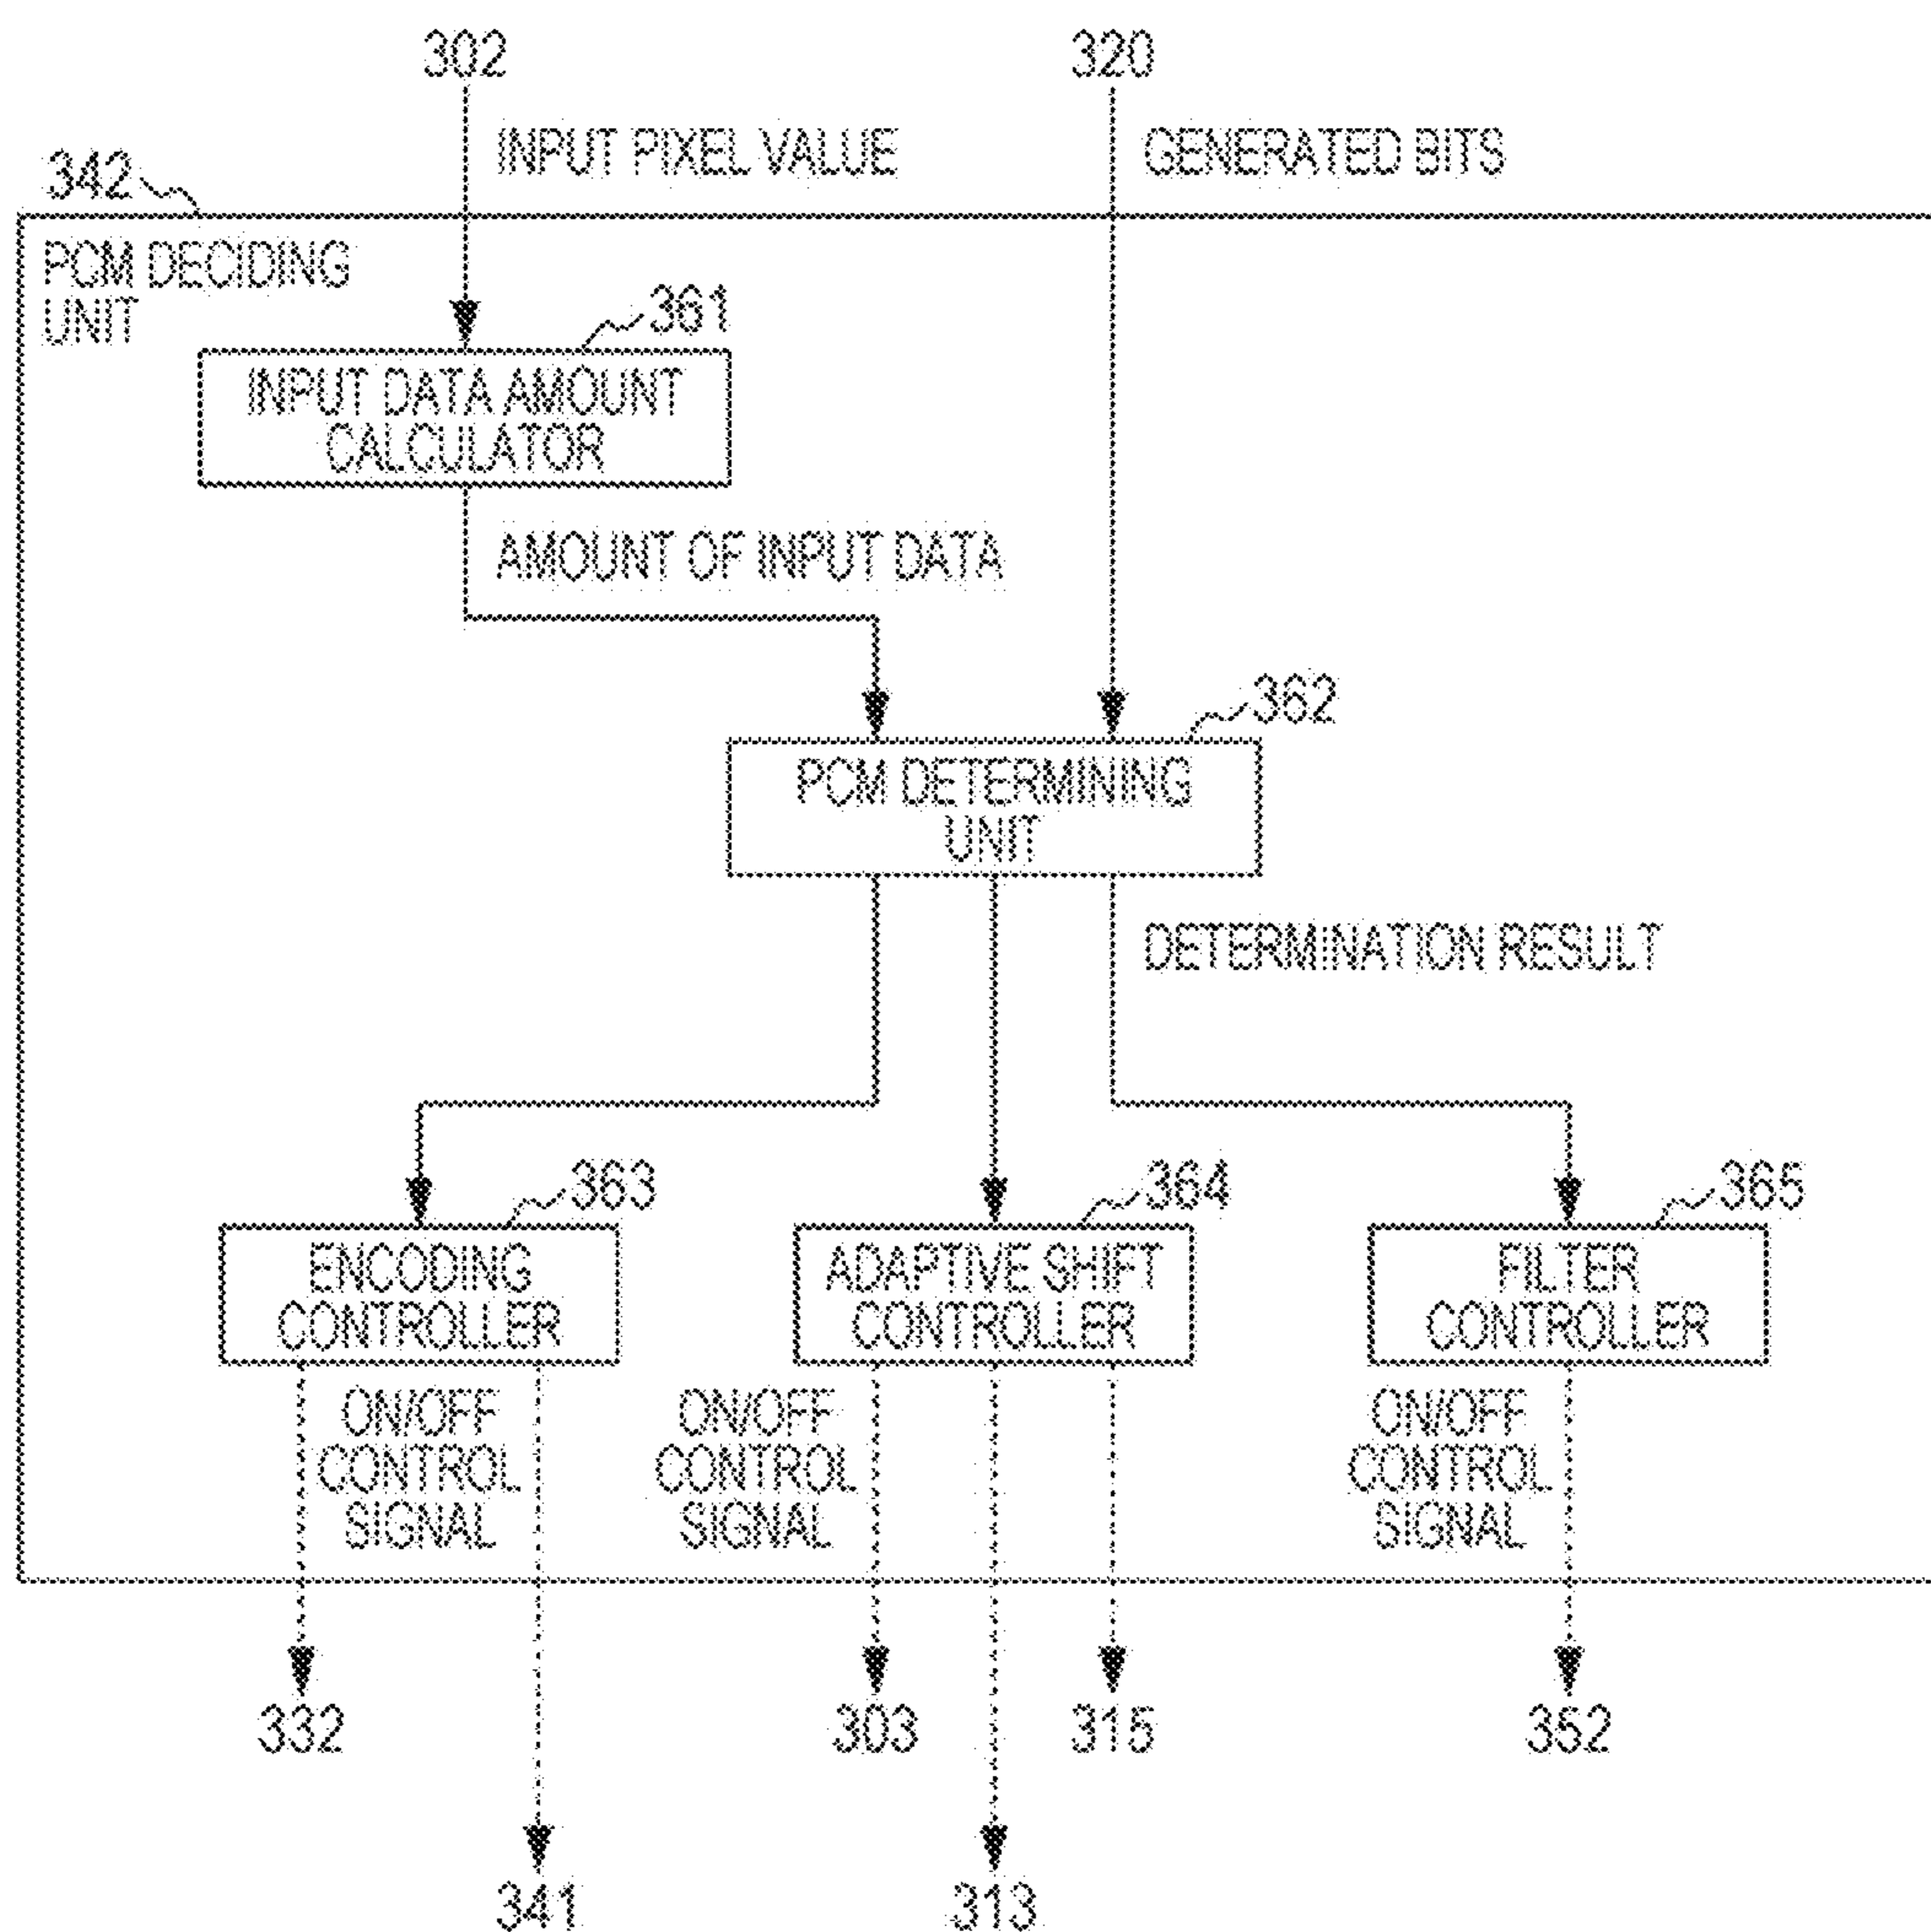 302
320
INPUT PIXEL VALUE
GENERATED BITS
342
PCM DECIDING
UNIT
361
INPUT DATA AMOUNT
CALCULATOR
AMOUNT OF INPUT DATA
362
PCM DETERMINING
UNIT
DETERMINATION RESULT
363
364
365
ENCODING
CONTROLLER
ADAPTIVE SHIFT
CONTROLLER
FILTER
CONTROLLER
ON/OFF
CONTROL
SIGNAL
ON/OFF
CONTROL
SIGNAL
ON/OFF
CONTROL
SIGNAL
332
303
315
352
341
313